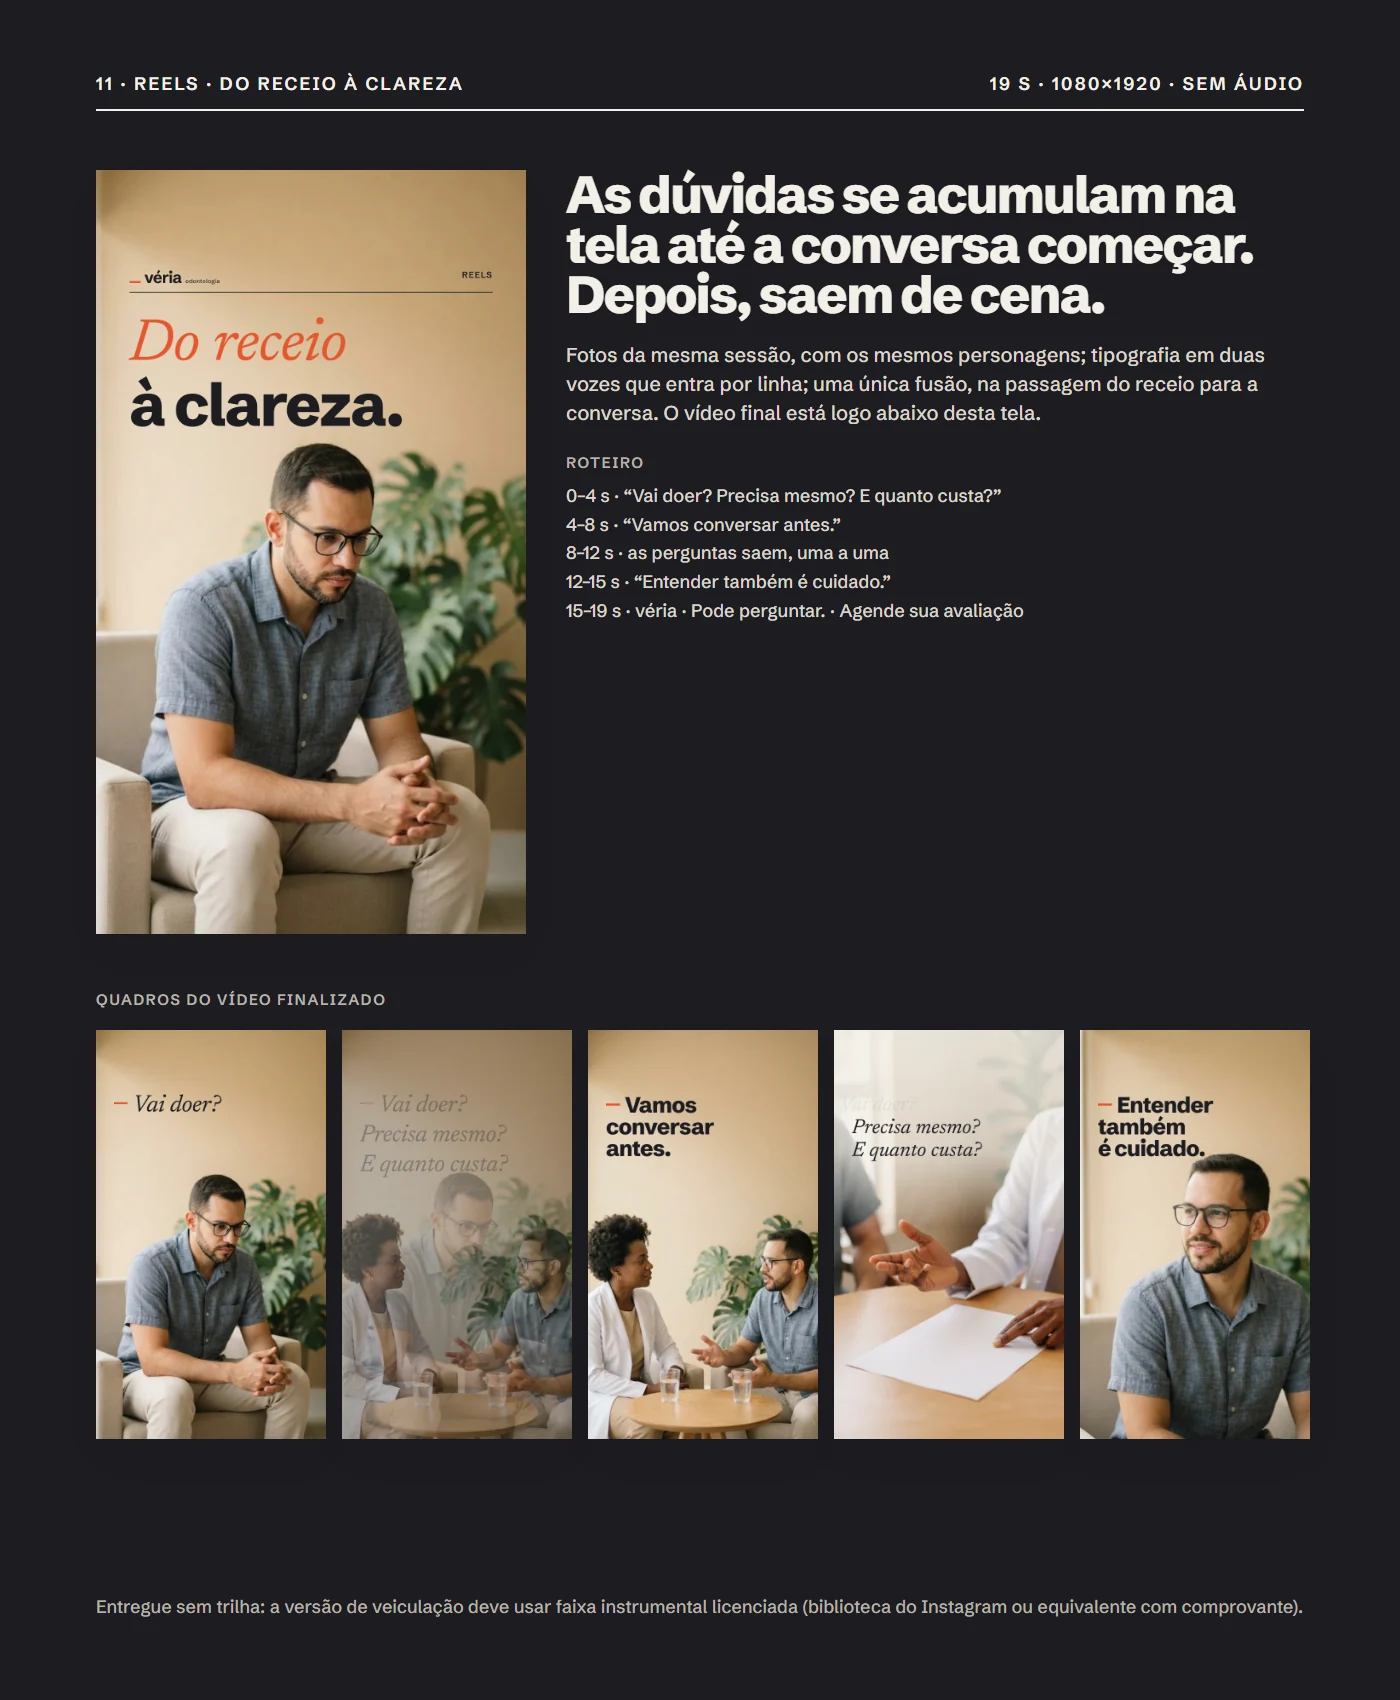 11 · REELS · DO RECEIO À CLAREZA
19 S · 1080×1920 · SEM ÁUDIO
véria odontologia
REELS
Do receio
à clareza.
As dúvidas se acumulam na
tela até a conversa começar.
Depois, saem de cena.
Fotos da mesma sessão, com os mesmos personagens; tipografia em duas
vozes que entra por linha; uma única fusão, na passagem do receio para a
conversa. O vídeo final está logo abaixo desta tela.
ROTEIRO
0–4 s · “Vai doer? Precisa mesmo? E quanto custa?”
4–8 s · “Vamos conversar antes.”
8–12 s · as perguntas saem, uma a uma
12–15 s · “Entender também é cuidado.”
15–19 s · véria · Pode perguntar. · Agende sua avaliação
QUADROS DO VÍDEO FINALIZADO
– Vai doer?
– Vai doer?
Precisa mesmo?
E quanto custa?
– Vamos
conversar
antes.
Vai doer?
Precisa mesmo?
E quanto custa?
– Entender
também
é cuidado.
Entregue sem trilha: a versão de veiculação deve usar faixa instrumental licenciada (biblioteca do Instagram ou equivalente com comprovante).